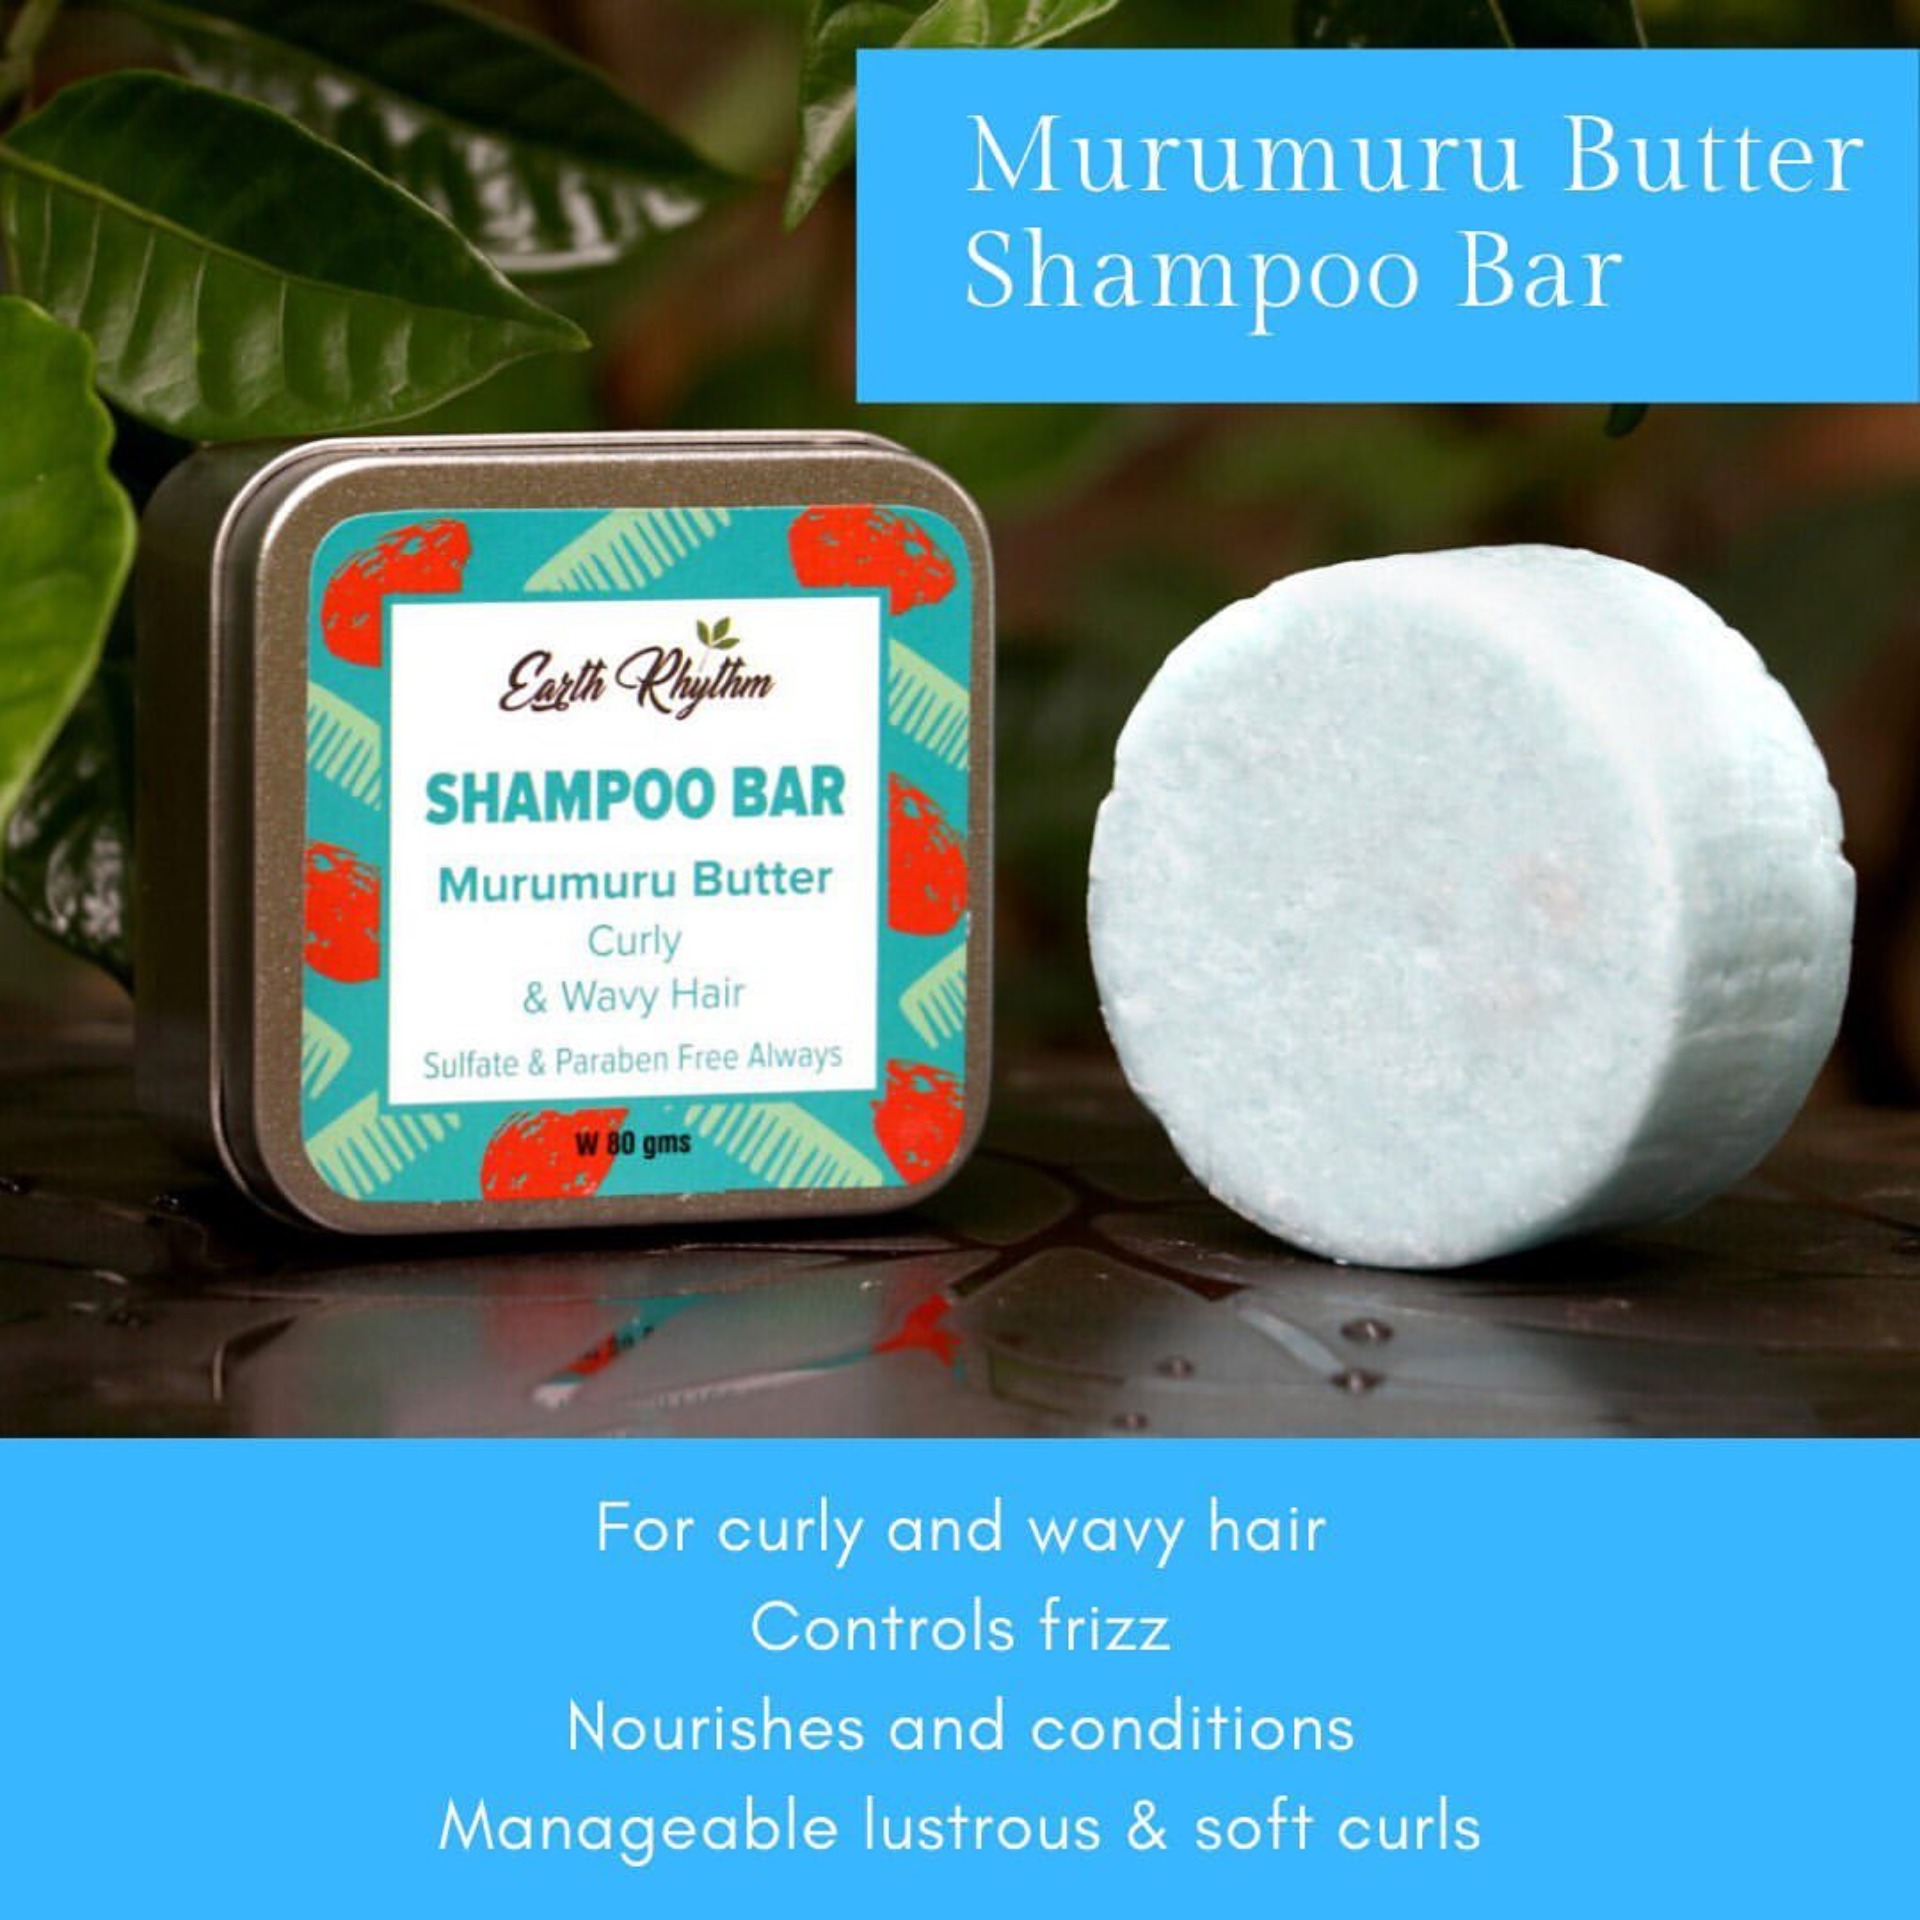 Murumuru Butter
Shampoo Bar
Earth Rhythm
SHAMPOO BAR
Murumuru Butter
Curly
& Wavy Hair
Sulfate & Paraben Free Always
W 80 gms
For curly and wavy hair
Controls frizz
Nourishes and conditions
Manageable lustrous & soft curls